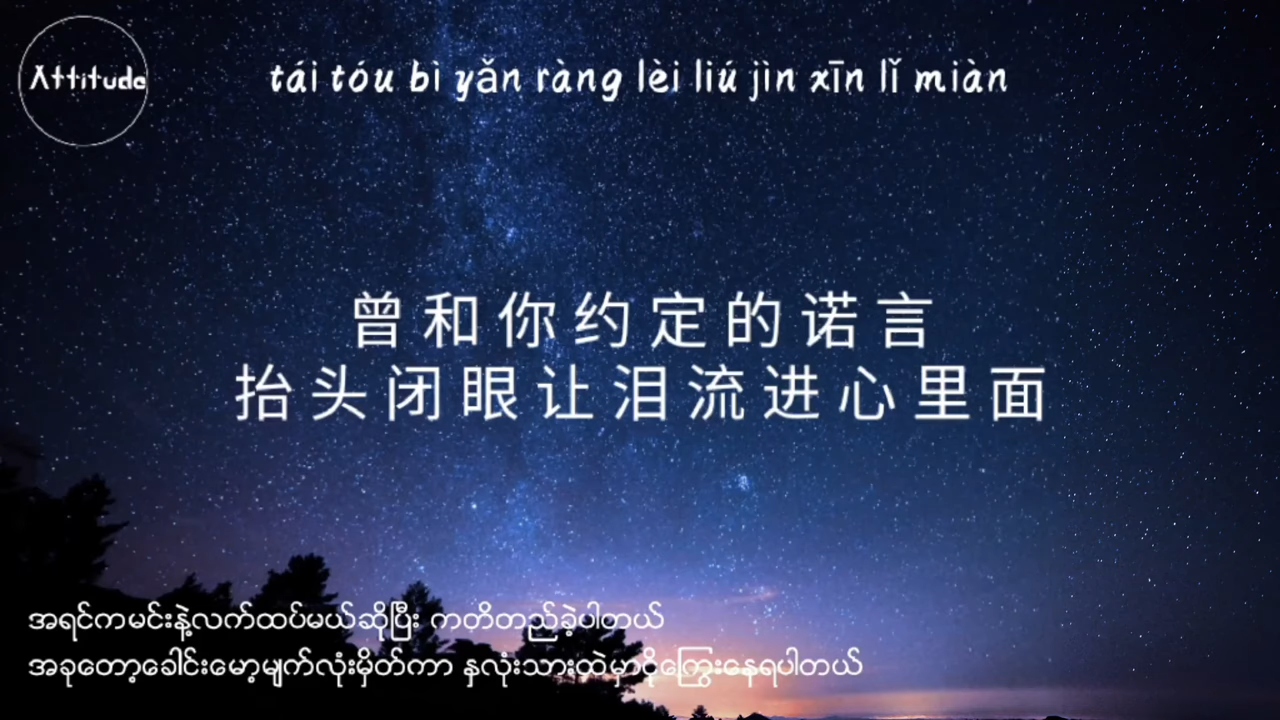 Attitude
tái tóu bì yǎn ràng lèi liú jìn xīn lǐ miàn
曾和你约定的诺言
抬头闭眼让泪流进心里面
အရင်ကမင်းနဲ့လက်ထပ်မယ်ဆိုပြီး ကတိတည်ခဲ့ပါတယ်
အခုတော့ခေါင်းမော့မျက်လုံးမှိတ်ကာ နှလုံးသားထဲမှာငိုကြွေးနေရပါတယ်